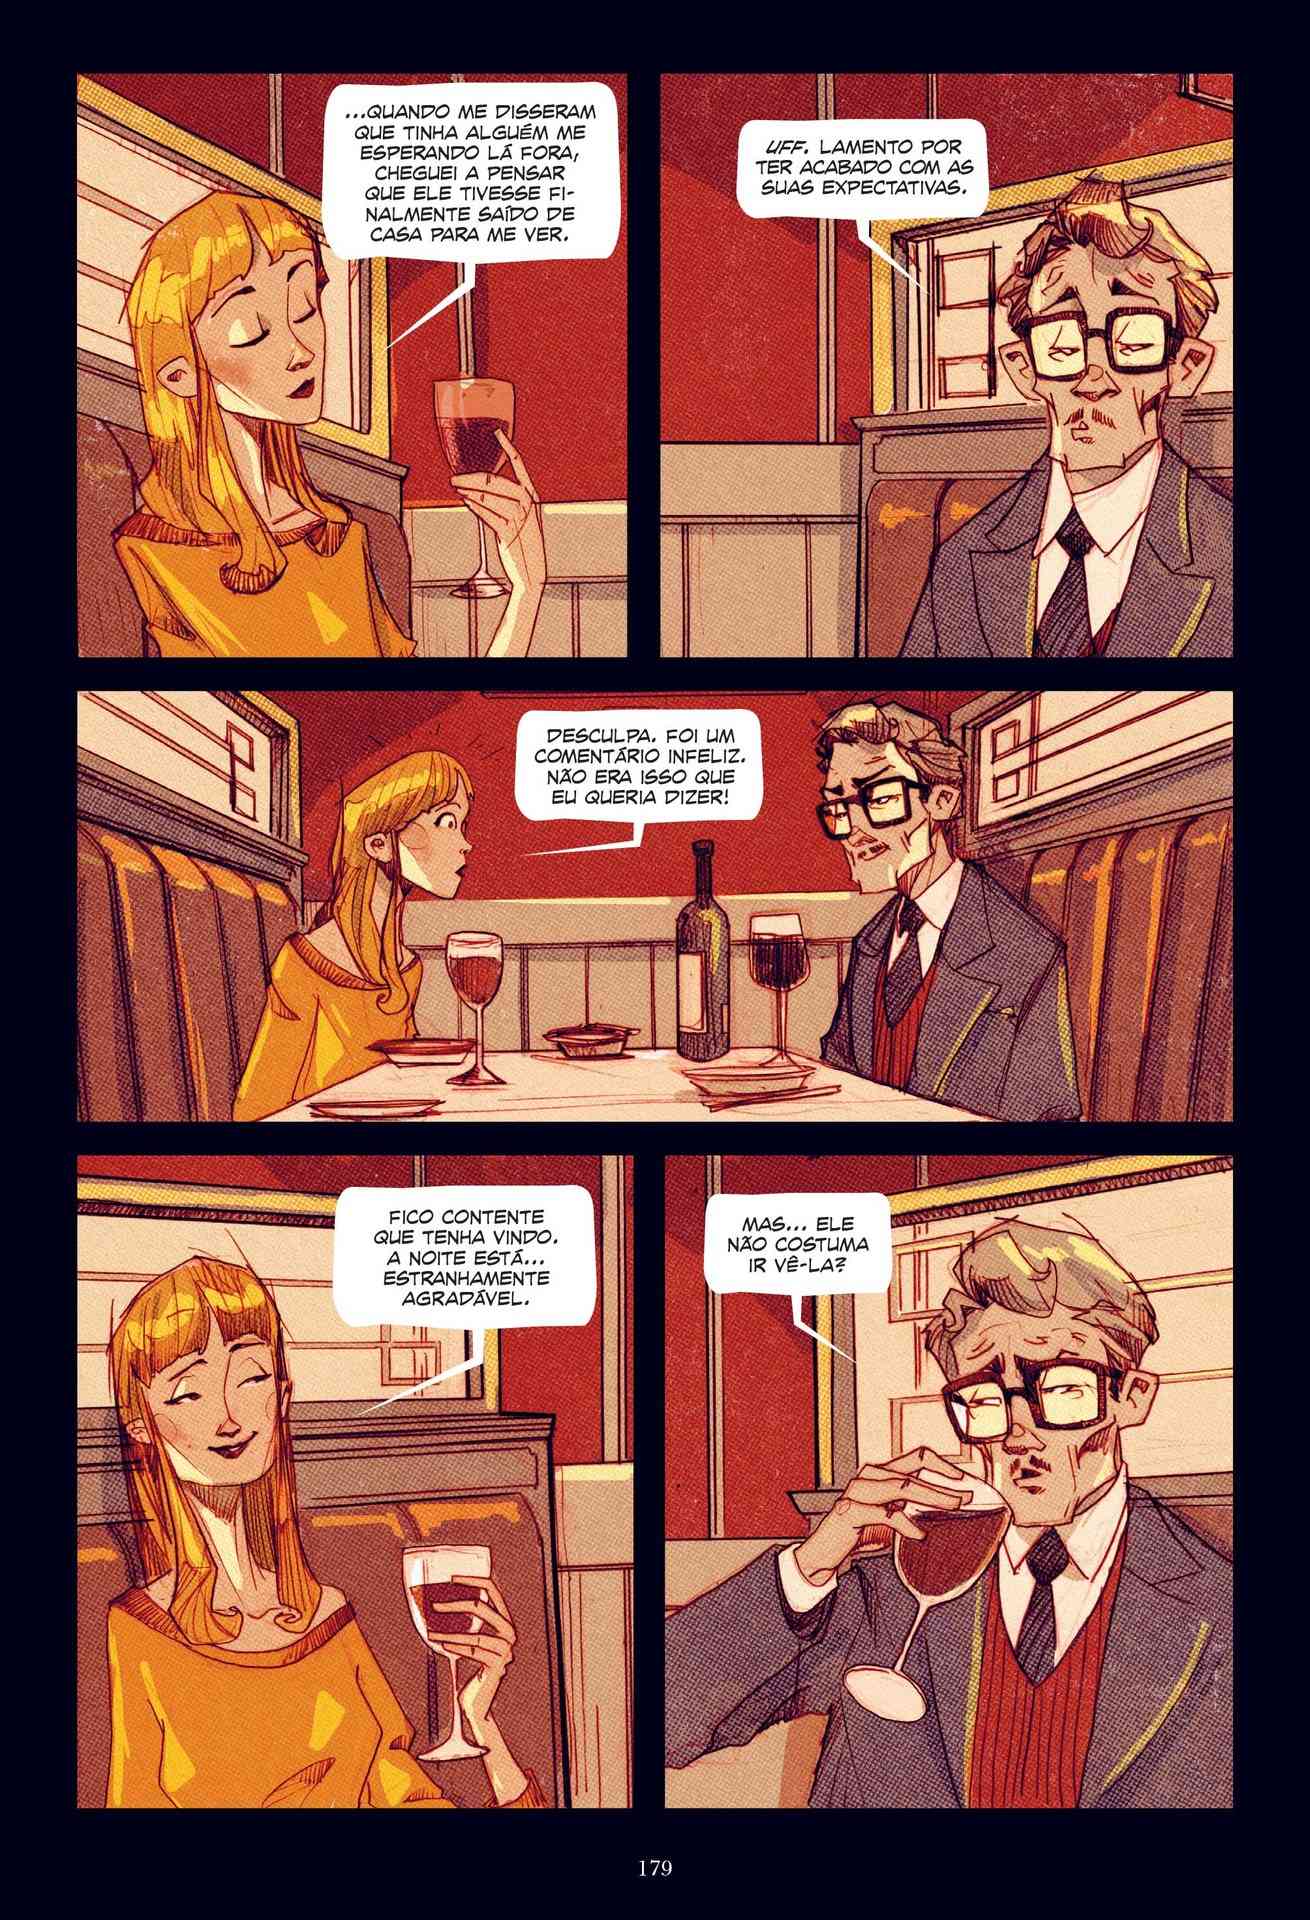 ...QUANDO ME DISSERAM
QUE TINHA ALGUÉM ME
ESPERANDO LÁ FORA,
CHEGUEI A PENSAR
QUE ELE TIVESSE FI-
NALMENTE SAÍDO DE
CASA PARA ME VER.
UFF. LAMENTO POR
TER ACABADO COM AS
SUAS EXPECTATIVAS.
DESCULPA. FOI UM
COMENTÁRIO INFELIZ.
NÃO ERA ISSO QUE
EU QUERIA DIZER!
FICO CONTENTE
QUE TENHA VINDO.
A NOITE ESTÁ...
ESTRANHAMENTE
AGRADÁVEL.
MAS... ELE
NÃO COSTUMA
IR VÊ-LA?
179